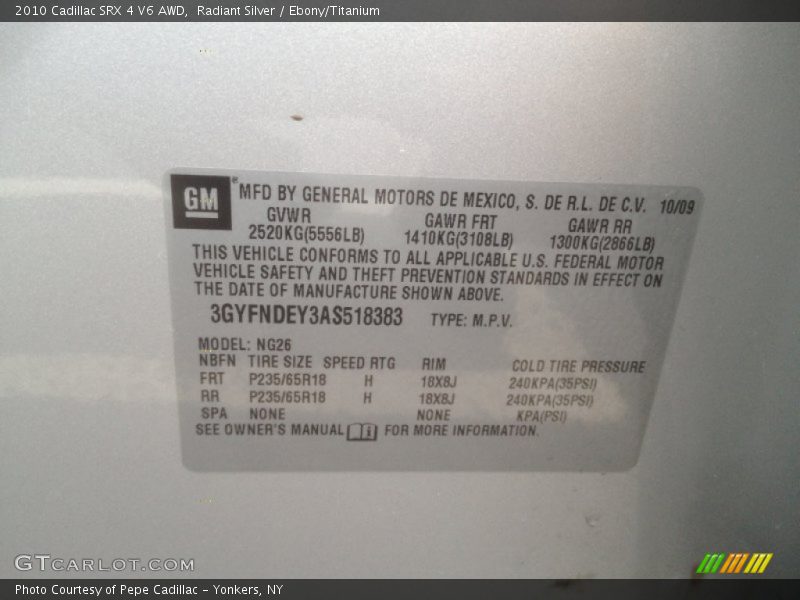 2010 Cadillac SRX 4 V6 AWD, Radiant Silver / Ebony/Titanium
GM® MFD BY GENERAL MOTORS DE MEXICO, S. DE R.L. DE C.V. 10/09
GVWR GAWR FRT GAWR RR
2520KG(5556LB) 1410KG(3108LB) 1300KG(2866LB)
THIS VEHICLE CONFORMS TO ALL APPLICABLE U.S. FEDERAL MOTOR
VEHICLE SAFETY AND THEFT PREVENTION STANDARDS IN EFFECT ON
THE DATE OF MANUFACTURE SHOWN ABOVE.
3GYFNDEY3AS518383 TYPE: M.P.V.
MODEL: NG26
NBFN TIRE SIZE SPEED RTG RIM COLD TIRE PRESSURE
FRT P235/65R18 H 18X8J 240KPA(35PSI)
RR P235/65R18 H 18X8J 240KPA(35PSI)
SPA NONE NONE KPA(PSI)
SEE OWNER'S MANUAL FOR MORE INFORMATION.
GTCARLOT.COM
Photo Courtesy of Pepe Cadillac – Yonkers, NY